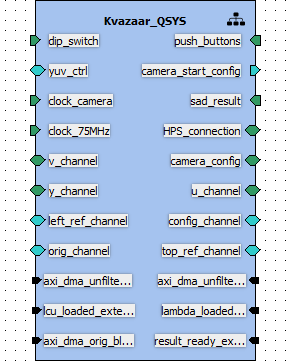 Kvazaar_QSYS
dip_switch push_buttons
yuv_ctrl camera_start_config
clock_camera sad_result
clock_75MHz HPS_connection
v_channel camera_config
y_channel u_channel
left_ref_channel config_channel
orig_channel top_ref_channel
axi_dma_unfilte... axi_dma_unfilte...
lcu_loaded_exte... lambda_loaded...
axi_dma_orig_bl... result_ready_ex...